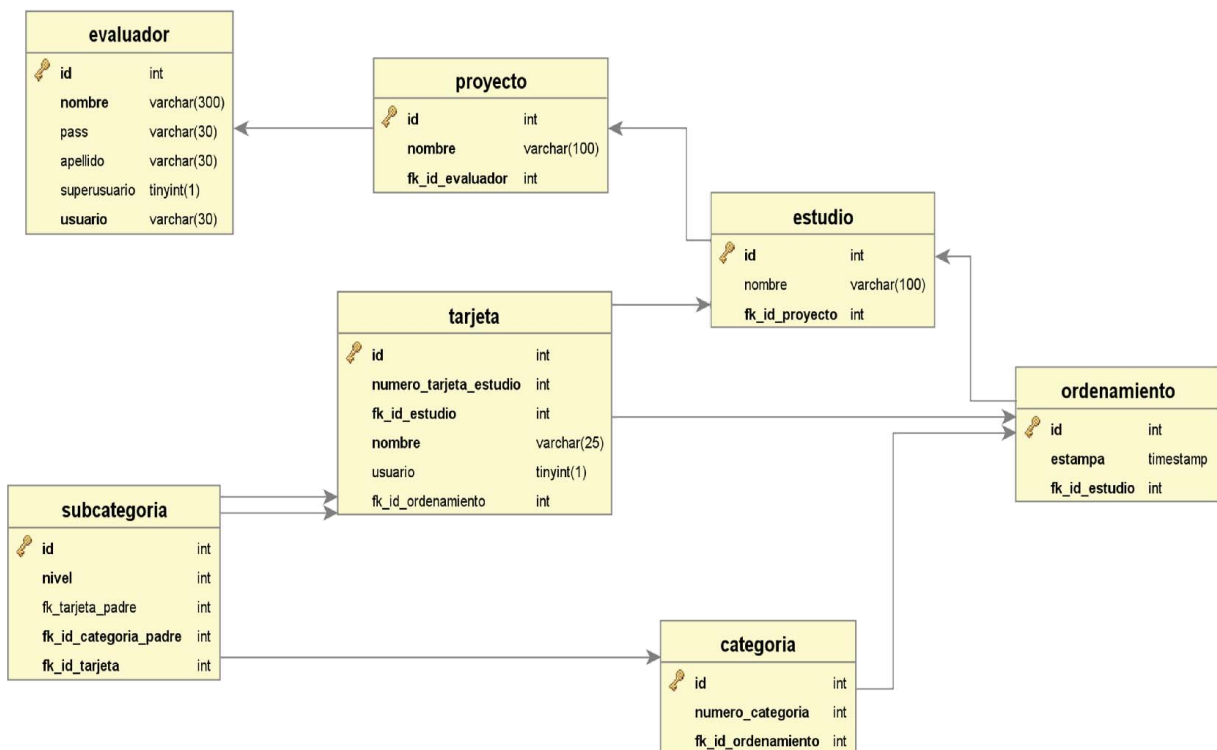 evaluador
id int
nombre varchar(300)
pass varchar(30)
apellido varchar(30)
superusuario tinyint(1)
usuario varchar(30)
proyecto
id int
nombre varchar(100)
fk_id_evaluador int
estudio
id int
nombre varchar(100)
fk_id_proyecto int
tarjeta
id int
numero_tarjeta_estudio int
fk_id_estudio int
nombre varchar(25)
usuario tinyint(1)
fk_id_ordenamiento int
ordenamiento
id int
estampa timestamp
fk_id_estudio int
subcategoria
id int
nivel int
fk_tarjeta_padre int
fk_id_categoria_padre int
fk_id_tarjeta int
categoria
id int
numero_categoria int
fk_id_ordenamiento int